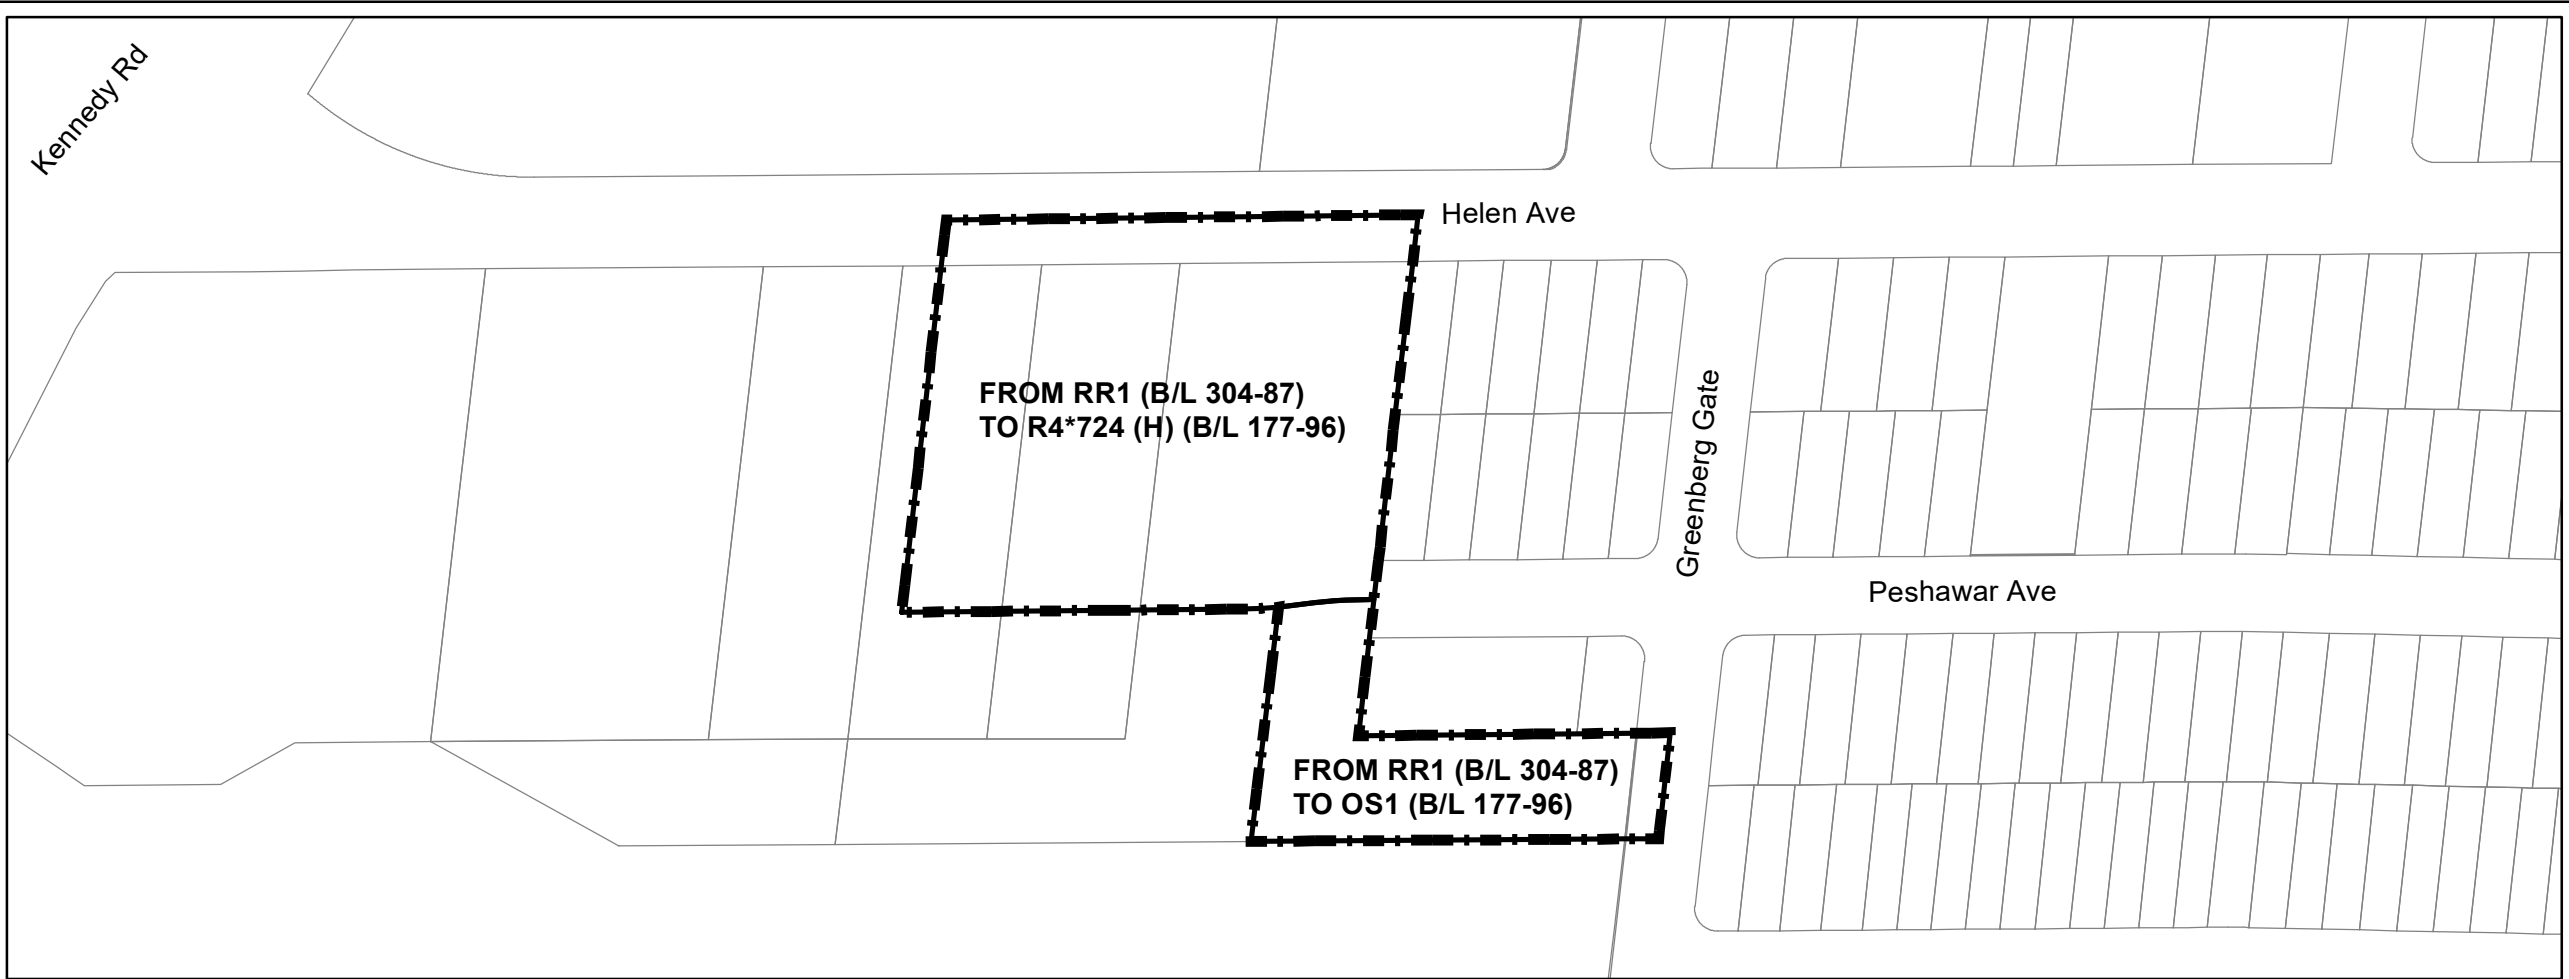 Kennedy Rd
Helen Ave
FROM RR1 (B/L 304-87)
TO R4*724 (H) (B/L 177-96)
Greenberg Gate
Peshawar Ave
FROM RR1 (B/L 304-87)
TO OS1 (B/L 177-96)